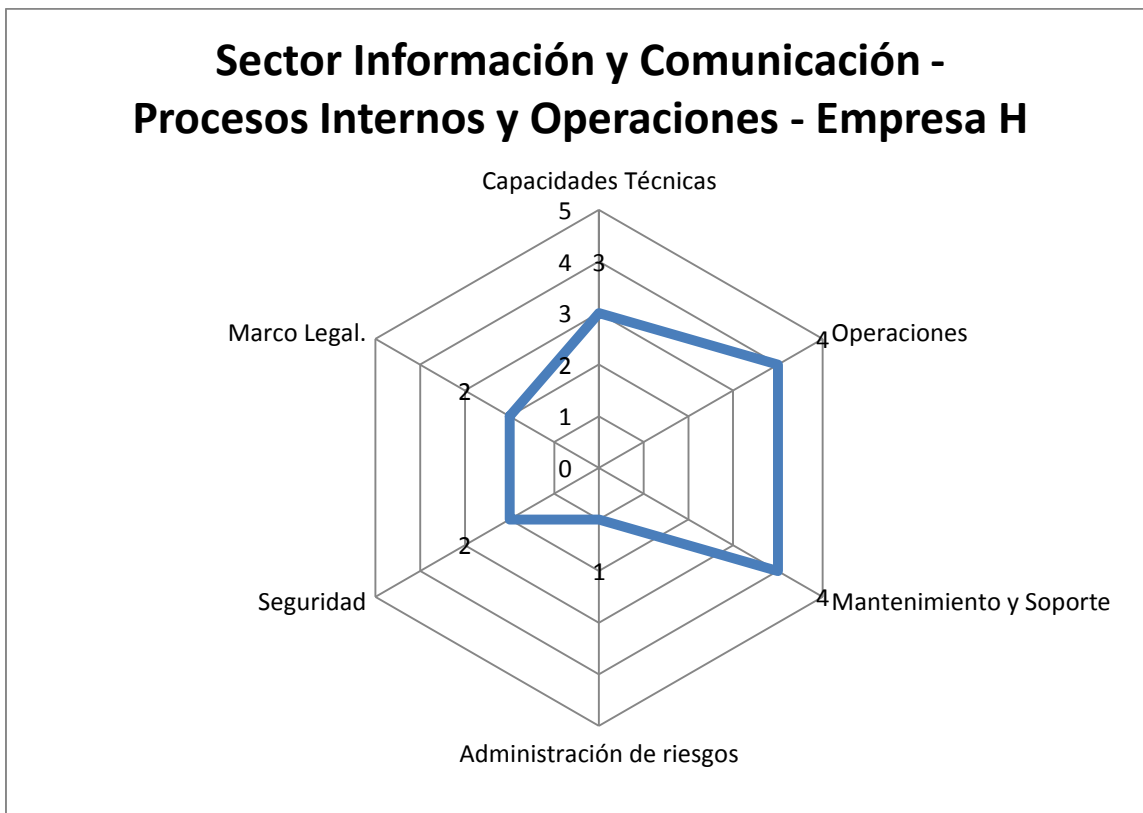 Sector Información y Comunicación -
Procesos Internos y Operaciones - Empresa H
Capacidades Técnicas
5
4 3
3
Marco Legal.
4 Operaciones
2
2
1
0
2
1
Seguridad
4 Mantenimiento y Soporte
Administración de riesgos